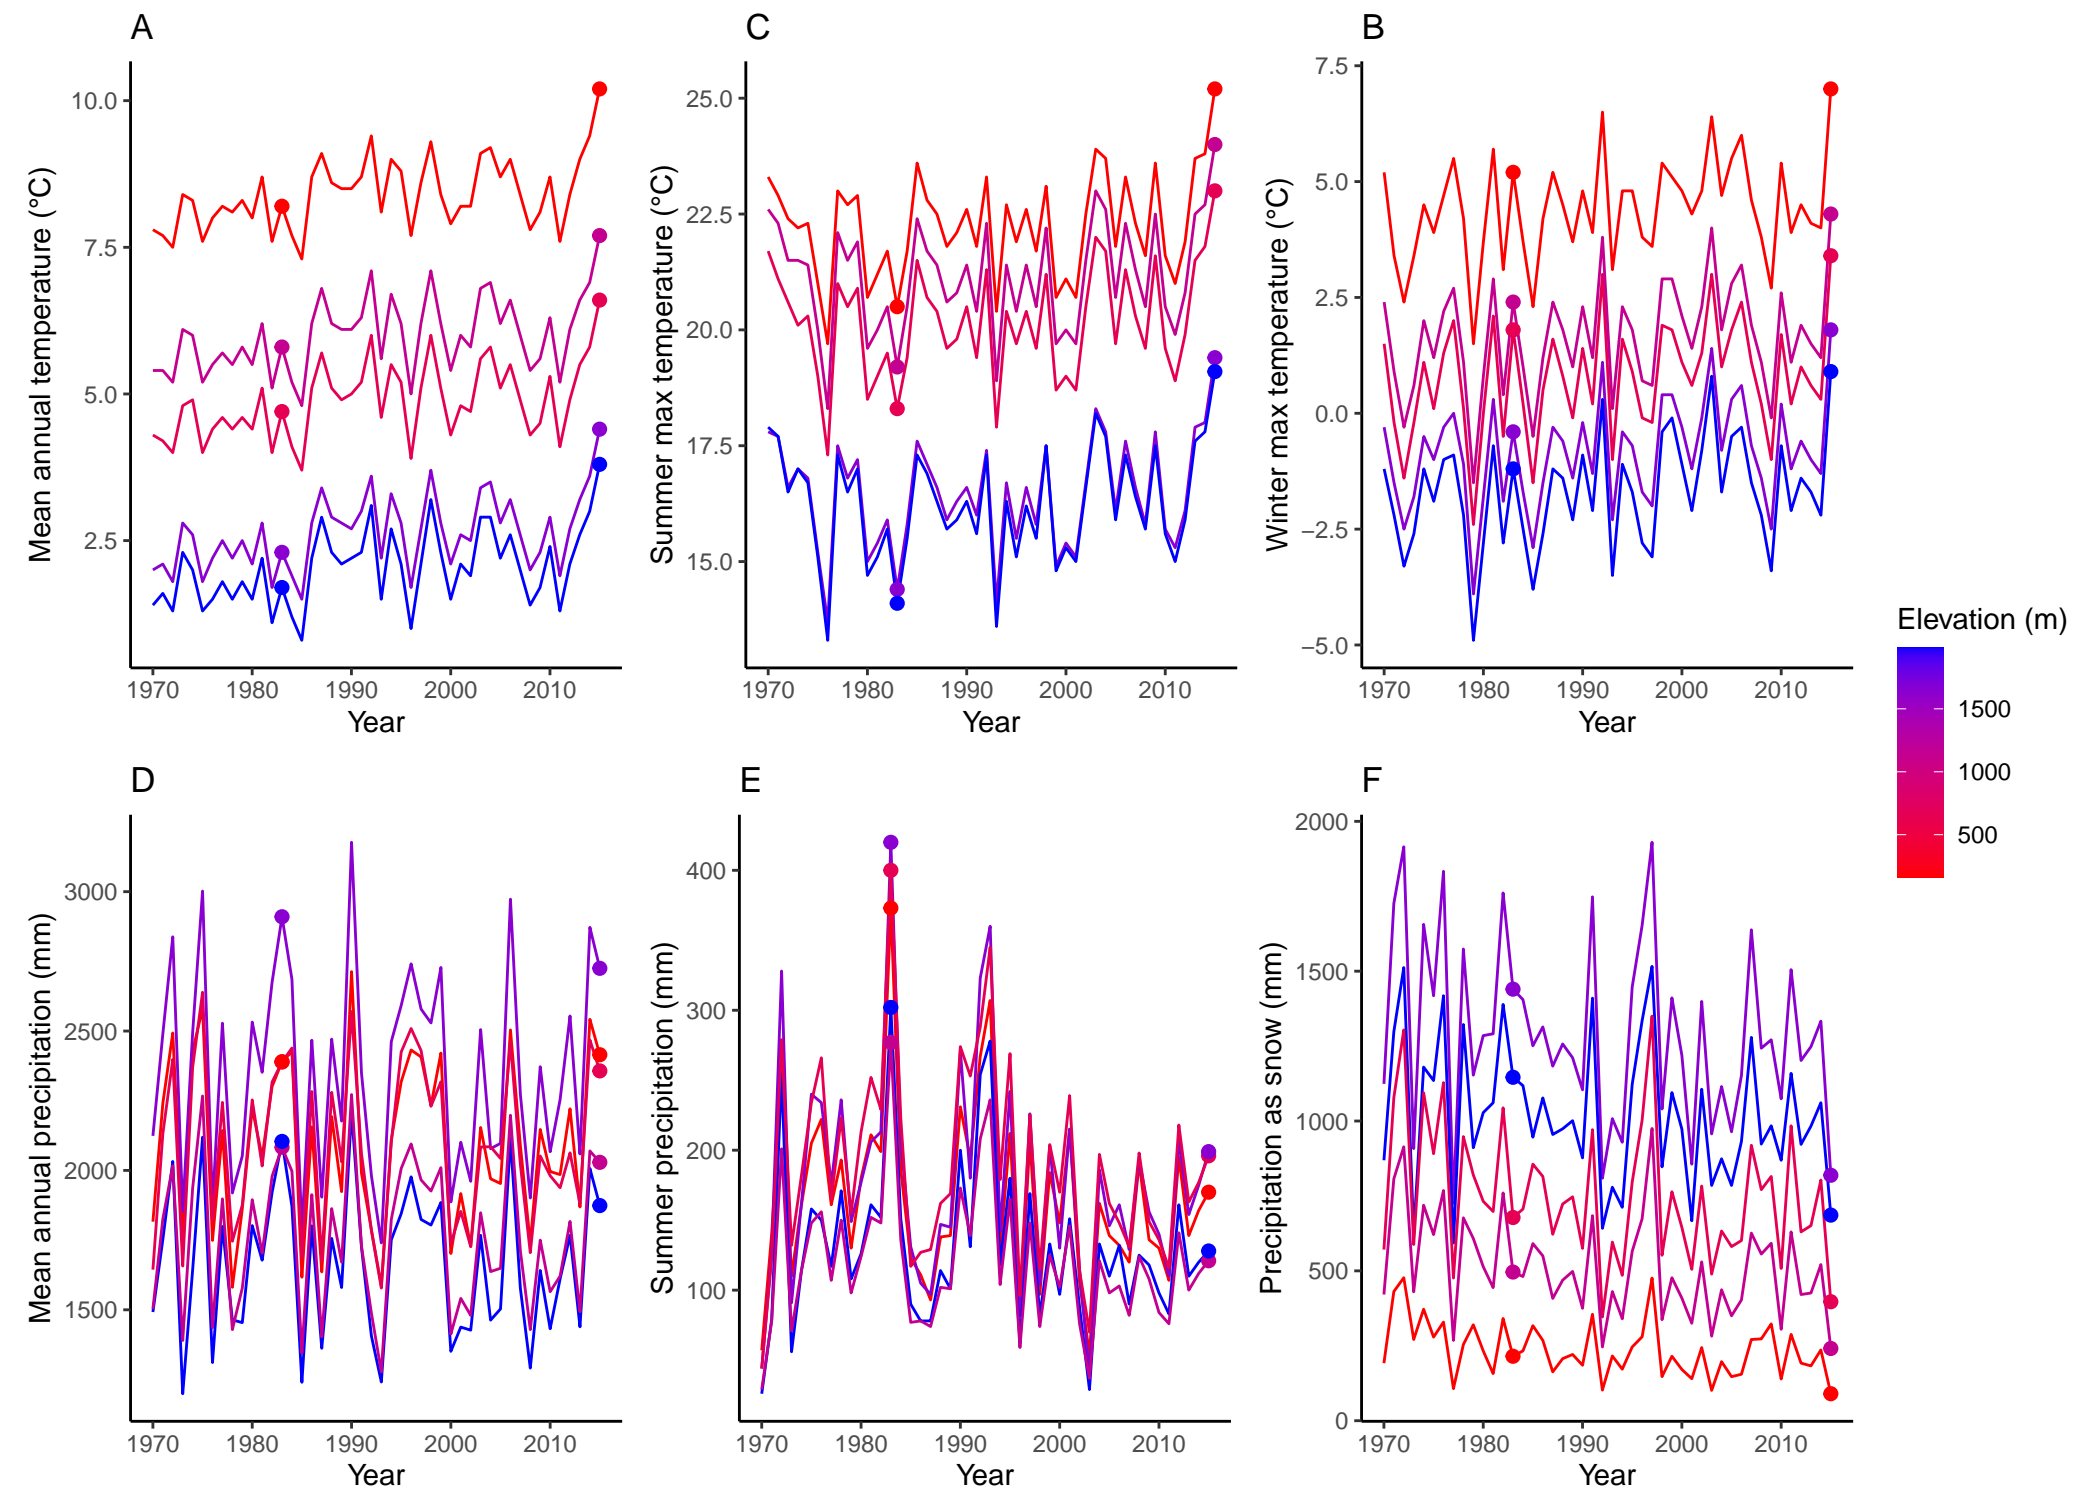 A
10.0
7.5
5.0
2.5
Mean annual temperature (°C)
1970 1980 1990 2000 2010
Year
C
25.0
22.5
20.0
17.5
15.0
Summer max temperature (°C)
1970 1980 1990 2000 2010
Year
B
7.5
5.0
2.5
0.0
−2.5
−5.0
Winter max temperature (°C)
1970 1980 1990 2000 2010
Year
Elevation (m)
1500
1000
500
D
3000
2500
2000
1500
Mean annual precipitation (mm)
1970 1980 1990 2000 2010
Year
E
400
300
200
100
Summer precipitation (mm)
1970 1980 1990 2000 2010
Year
F
2000
1500
1000
500
0
Precipitation as snow (mm)
1970 1980 1990 2000 2010
Year